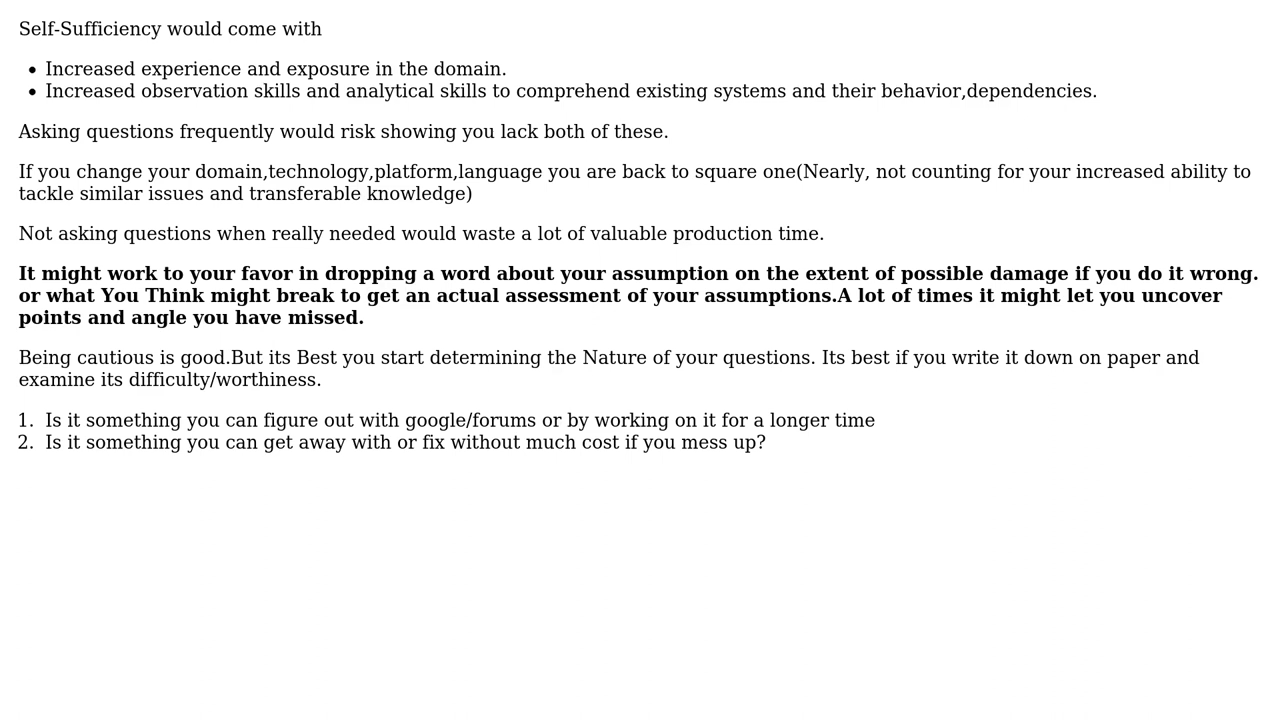 Self-Sufficiency would come with
• Increased experience and exposure in the domain.
• Increased observation skills and analytical skills to comprehend existing systems and their behavior,dependencies.
Asking questions frequently would risk showing you lack both of these.
If you change your domain,technology,platform,language you are back to square one(Nearly, not counting for your increased ability to
tackle similar issues and transferable knowledge)
Not asking questions when really needed would waste a lot of valuable production time.
It might work to your favor in dropping a word about your assumption on the extent of possible damage if you do it wrong.
or what You Think might break to get an actual assessment of your assumptions.A lot of times it might let you uncover
points and angle you have missed.
Being cautious is good.But its Best you start determining the Nature of your questions. Its best if you write it down on paper and
examine its difficulty/worthiness.
1. Is it something you can figure out with google/forums or by working on it for a longer time
2. Is it something you can get away with or fix without much cost if you mess up?